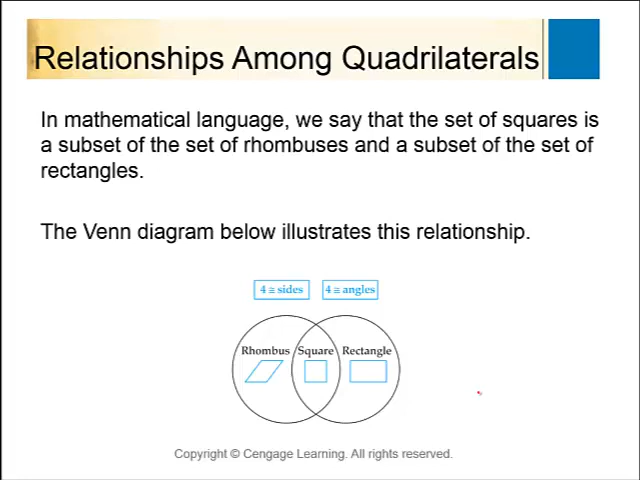 Relationships Among Quadrilaterals
In mathematical language, we say that the set of squares is
a subset of the set of rhombuses and a subset of the set of
rectangles.
The Venn diagram below illustrates this relationship.
4 ≅ sides 4 ≅ angles
Rhombus Square Rectangle
Copyright © Cengage Learning. All rights reserved.